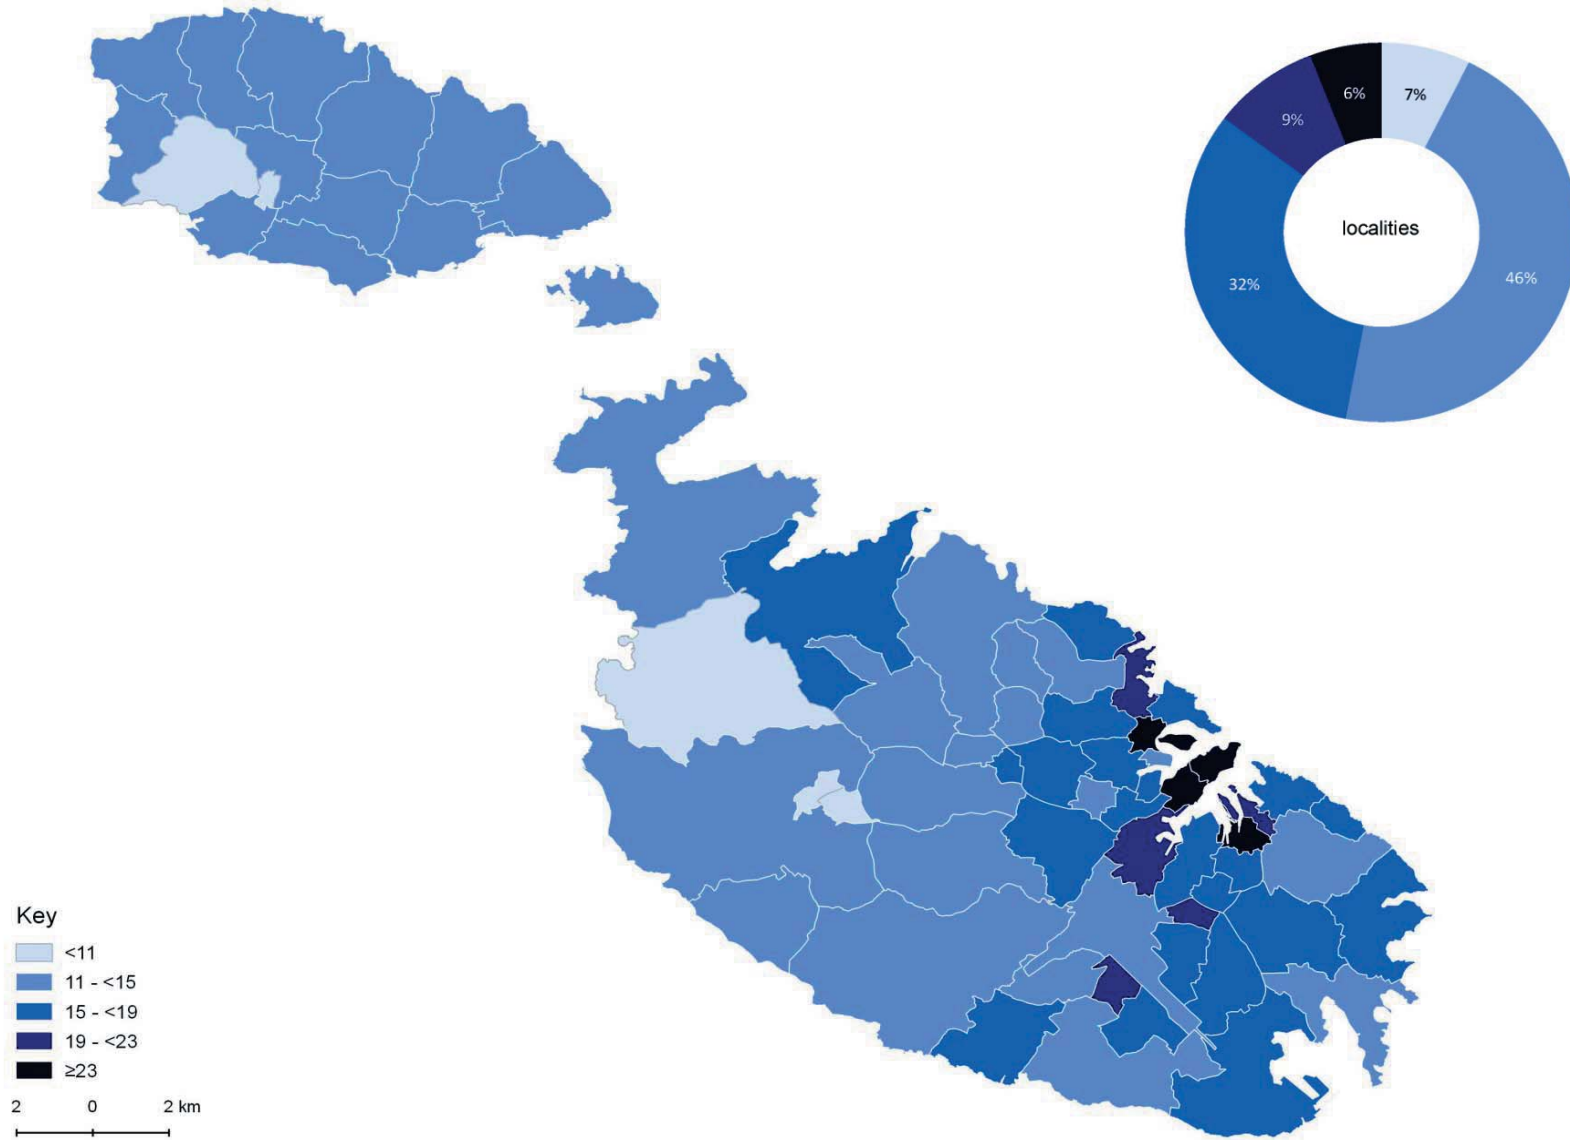 6%
7%
9%
localities
32%
46%
Key
<11
11 - <15
15 - <19
19 - <23
≥23
2 0 2 km